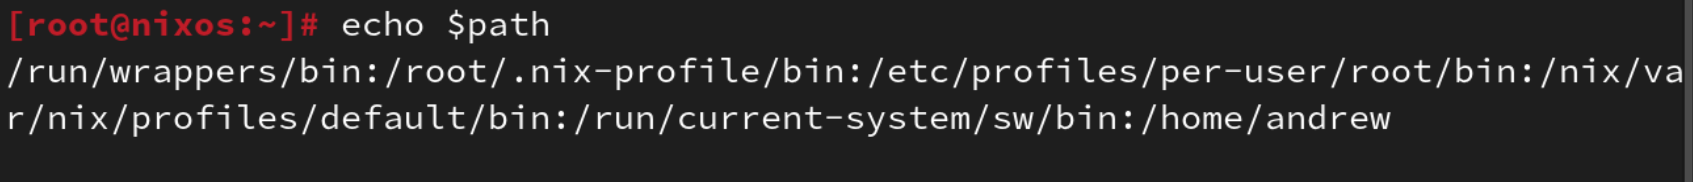 [root@nixos:~]# echo $path
/run/wrappers/bin:/root/.nix-profile/bin:/etc/profiles/per-user/root/bin:/nix/va
r/nix/profiles/default/bin:/run/current-system/sw/bin:/home/andrew